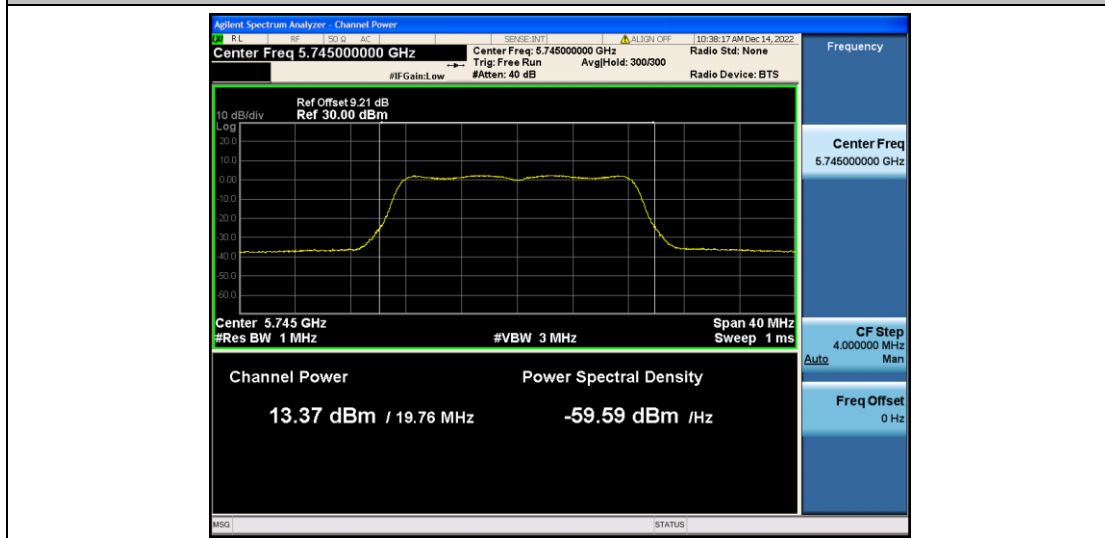 Agilent Spectrum Analyzer - Channel Power
RL RF 50 Ω AC SENSE:INT ALIGN OFF 10:38:17 AM Dec 14, 2022
Center Freq 5.745000000 GHz
Center Freq: 5.745000000 GHz
Radio Std: None
Trig: Free Run Avg|Hold: 300/300
#IFGain:Low #Atten: 40 dB Radio Device: BTS
Frequency
Ref Offset 9.21 dB
10 dB/div Ref 30.00 dBm
Log
20.0
10.0
0.00
-10.0
-20.0
-30.0
-40.0
-50.0
-60.0
Center 5.745 GHz Span 40 MHz
#Res BW 1 MHz #VBW 3 MHz Sweep 1 ms
Center Freq
5.745000000 GHz
CF Step
4.000000 MHz
Auto Man
Freq Offset
0 Hz
Channel Power Power Spectral Density
13.37 dBm / 19.76 MHz -59.59 dBm /Hz
MSG STATUS